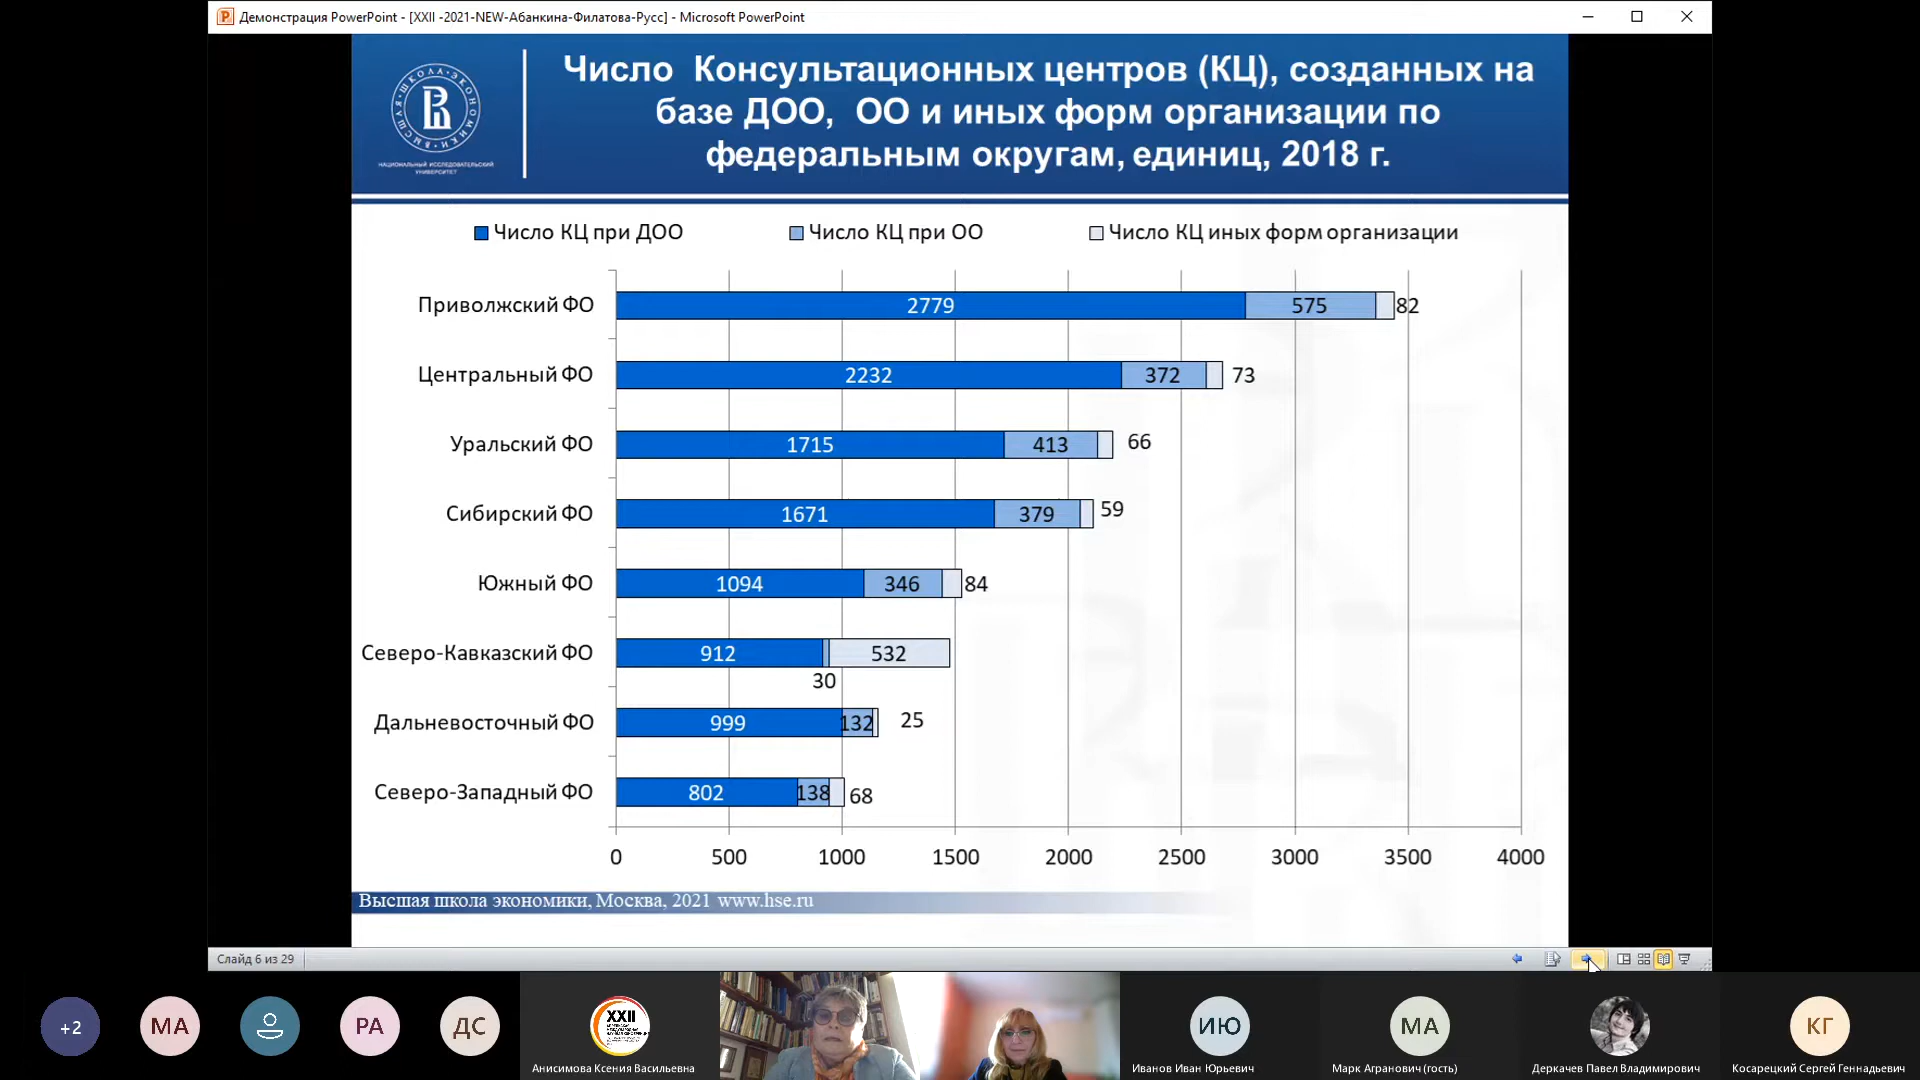 Демонстрация PowerPoint - [XXII -2021-NEW-Абанкина-Филатова-Русс] - Microsoft PowerPoint
ВЫСШАЯ ШКОЛА ЭКОНОМИКИ
НАЦИОНАЛЬНЫЙ ИССЛЕДОВАТЕЛЬСКИЙ
УНИВЕРСИТЕТ
Число Консультационных центров (КЦ), созданных на
базе ДОО, ОО и иных форм организации по
федеральным округам, единиц, 2018 г.
Число КЦ при ДОО Число КЦ при ОО Число КЦ иных форм организации
Приволжский ФО 2779 575 82
Центральный ФО 2232 372 73
Уральский ФО 1715 413 66
Сибирский ФО 1671 379 59
Южный ФО 1094 346 84
Северо-Кавказский ФО 912 532
30
Дальневосточный ФО 999 132 25
Северо-Западный ФО 802 138 68
0 500 1000 1500 2000 2500 3000 3500 4000
Высшая школа экономики, Москва, 2021 www.hse.ru
Слайд 6 из 29
+2 МА РА ДС XXII ИЮ МА КГ
Анисимова Ксения Васильевна Иванов Иван Юрьевич Марк Агранович (гость) Деркачев Павел Владимирович Косарецкий Сергей Геннадьевич